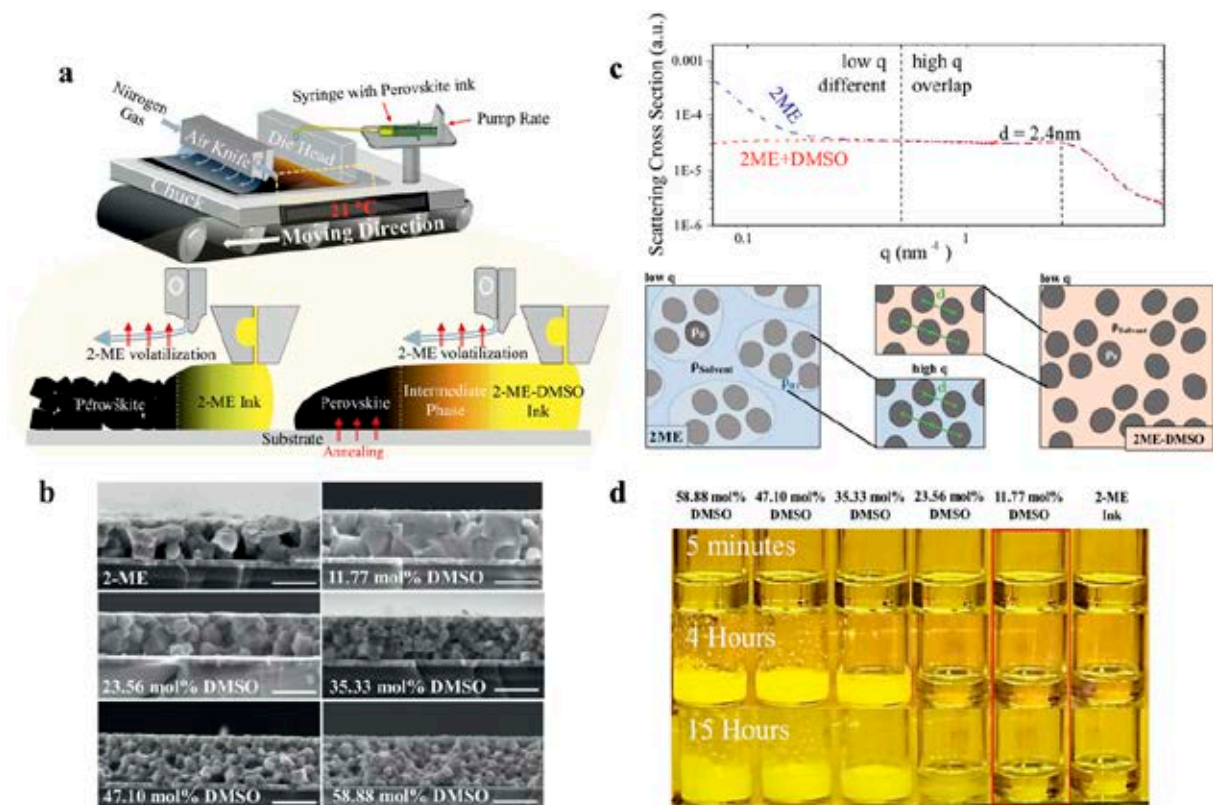 a
Nitrogen
Gas
Air Knife
Die Head
Syringe with Perovskite ink
Pump Rate
Chuck
21 °C
Moving Direction
2-ME volatilization
2-ME volatilization
Perovskite
2-ME Ink
Perovskite
Intermediate
Phase
2-ME-DMSO
Ink
Substrate
Annealing
b
2-ME
11.77 mol% DMSO
23.56 mol% DMSO
35.33 mol% DMSO
47.10 mol% DMSO
58.88 mol% DMSO
c
Scattering Cross Section (a.u.)
0.001
1E-4
1E-5
1E-6
low q
different
high q
overlap
2ME
2ME+DMSO
d = 2.4nm
0.1
1
q (nm⁻¹)
low q
ρSolvent
2ME
d
high q
d
low q
ρSolvent
2ME-DMSO
d
58.88 mol%
DMSO
47.10 mol%
DMSO
35.33 mol%
DMSO
23.56 mol%
DMSO
11.77 mol%
DMSO
2-ME
Ink
5 minutes
4 Hours
15 Hours